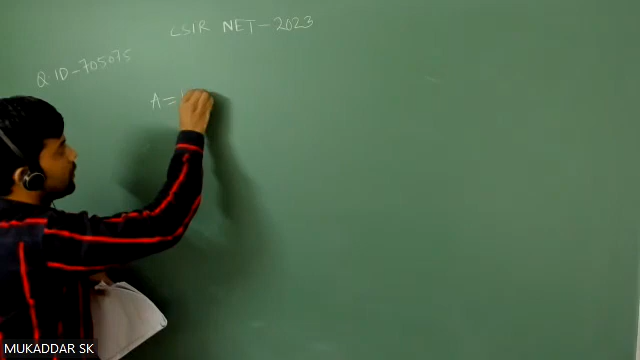 CSIR NET-2023
Q. ID-705075
A =
MUKADDAR SK